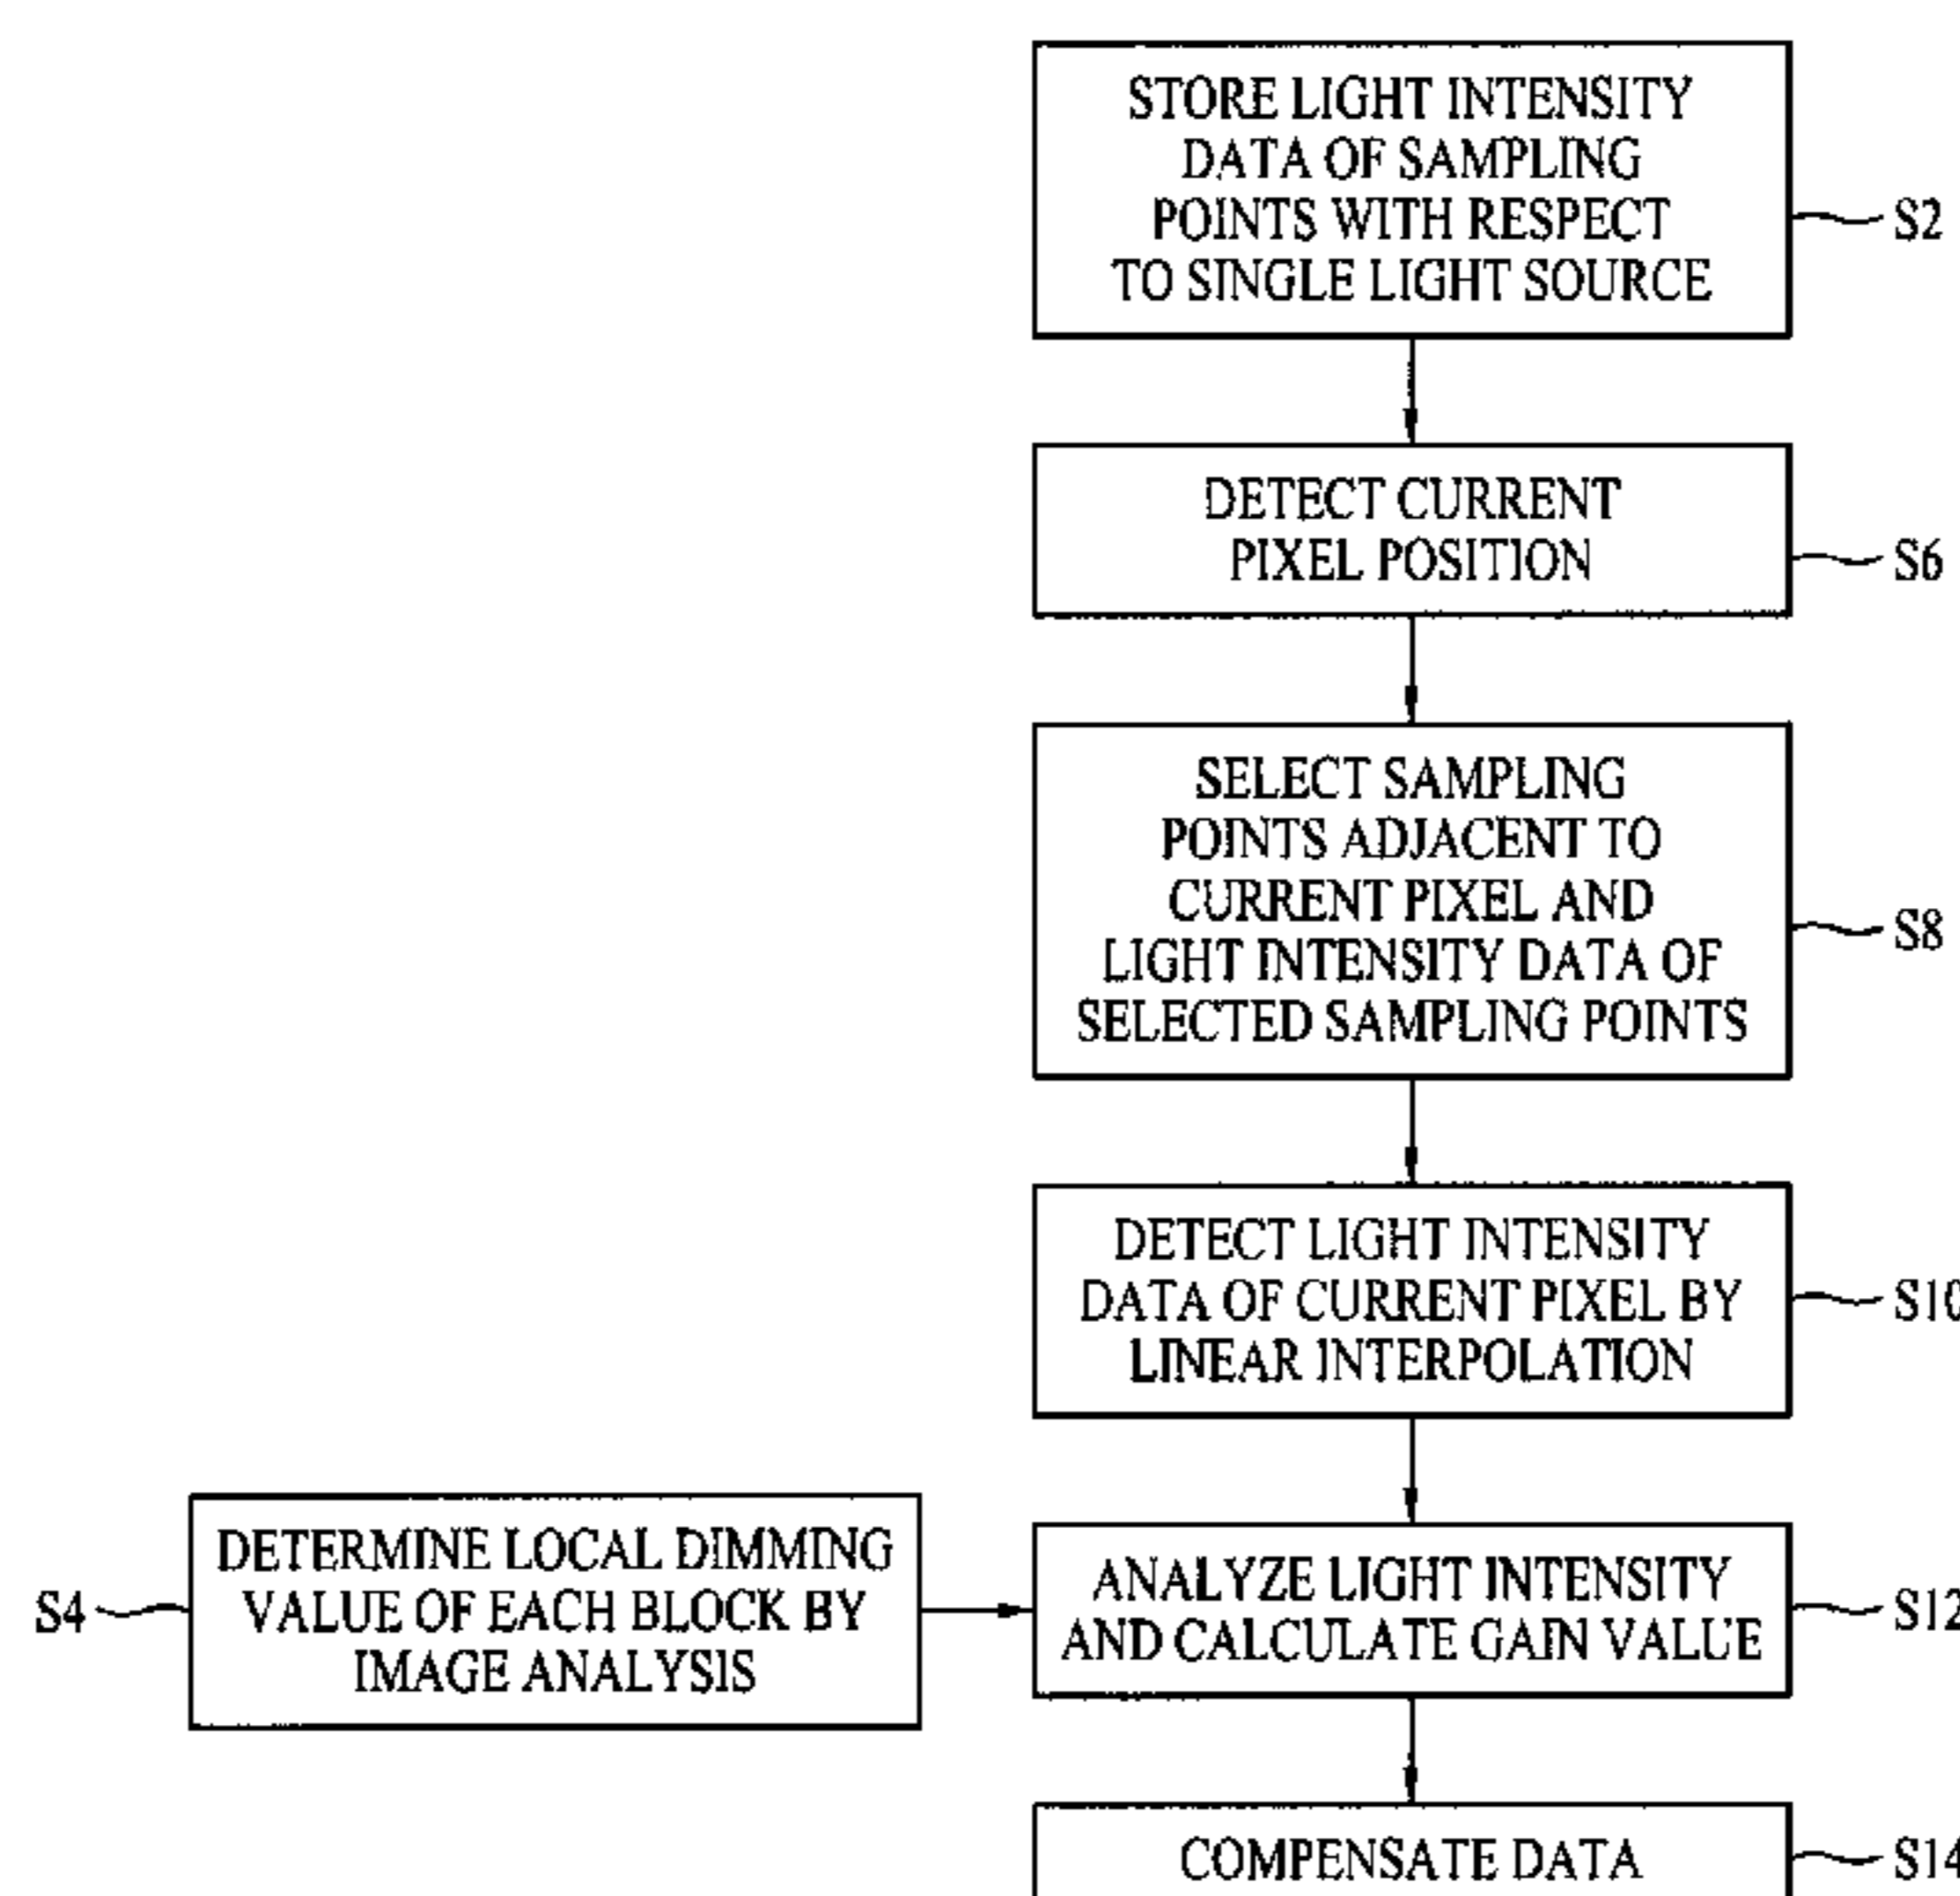 STORE LIGHT INTENSITY
DATA OF SAMPLING
POINTS WITH RESPECT
TO SINGLE LIGHT SOURCE
S2
DETECT CURRENT
PIXEL POSITION
S6
SELECT SAMPLING
POINTS ADJACENT TO
CURRENT PIXEL AND
LIGHT INTENSITY DATA OF
SELECTED SAMPLING POINTS
S8
DETECT LIGHT INTENSITY
DATA OF CURRENT PIXEL BY
LINEAR INTERPOLATION
S10
DETERMINE LOCAL DIMMING
VALUE OF EACH BLOCK BY
IMAGE ANALYSIS
S4
ANALYZE LIGHT INTENSITY
AND CALCULATE GAIN VALUE
S12
COMPENSATE DATA
S14